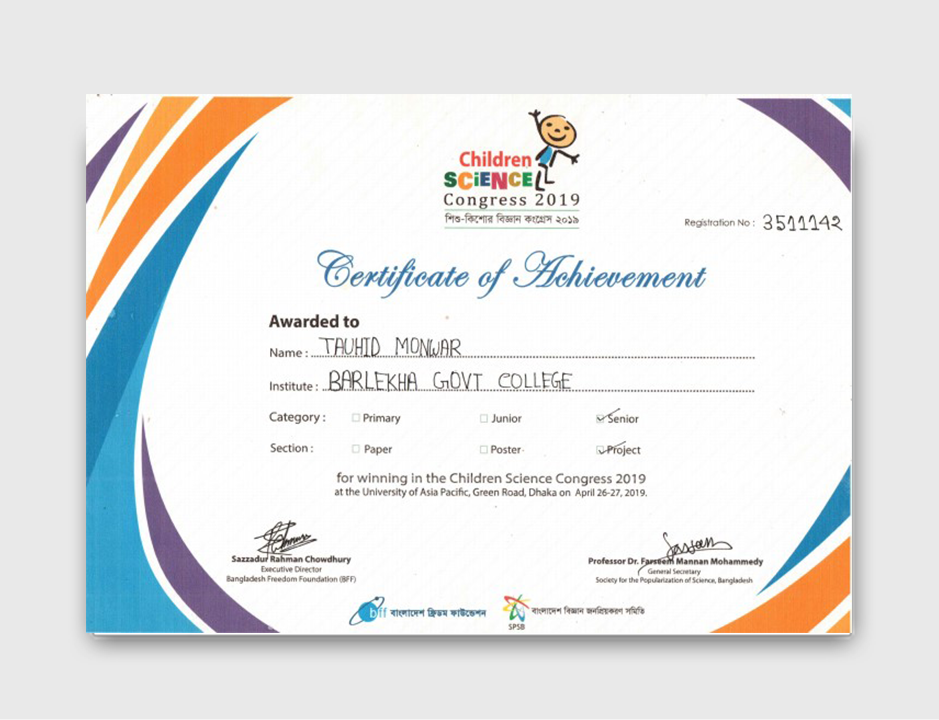 Children
SCiENCE
Congress 2019
শিশু-কিশোর বিজ্ঞান কংগ্রেস ২০১৯
Registration No : 3511142
Certificate of Achievement
Awarded to
Name : TAUHID MONWAR
Institute : BARLEKHA GOVT COLLEGE
Category : Primary Junior Senior
Section : Paper Poster Project
for winning in the Children Science Congress 2019
at the University of Asia Pacific, Green Road, Dhaka on April 26-27, 2019.
Sazzadur Rahman Chowdhury
Executive Director
Bangladesh Freedom Foundation (BFF)
Professor Dr. Farseem Mannan Mohammedy
General Secretary
Society for the Popularization of Science, Bangladesh
bff বাংলাদেশ ফ্রিডম ফাউন্ডেশন
SPSB বাংলাদেশ বিজ্ঞান জনপ্রিয়করণ সমিতি